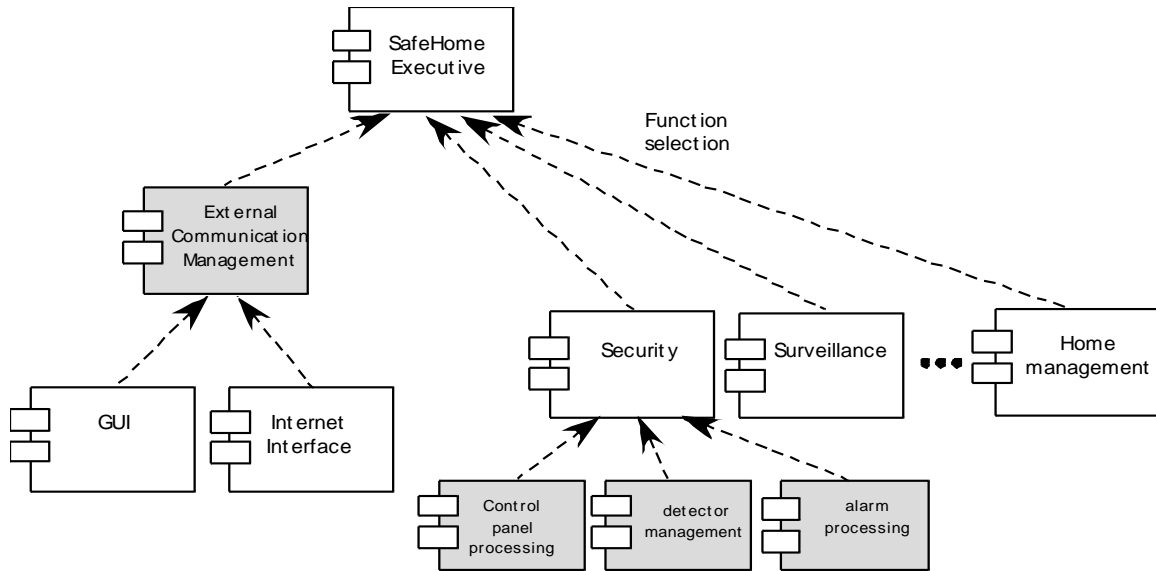 SafeHome
Executive
Function
selection
External
Communication
Management
Security
Surveillance
Home
management
GUI
Internet
Interface
Control
panel
processing
detector
management
alarm
processing